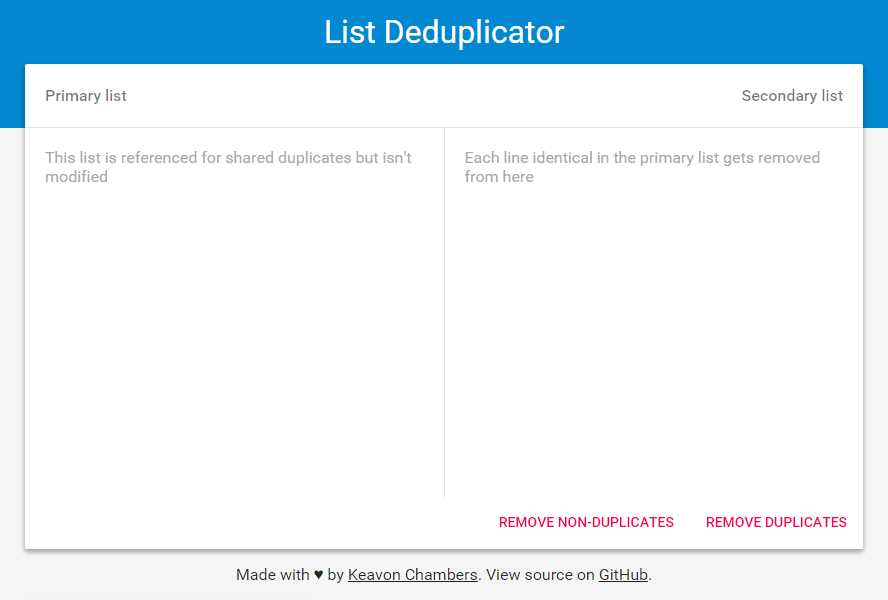 List Deduplicator
Primary list
Secondary list
This list is referenced for shared duplicates but isn't
modified
Each line identical in the primary list gets removed
from here
REMOVE NON-DUPLICATES
REMOVE DUPLICATES
Made with ♥ by Keavon Chambers. View source on GitHub.